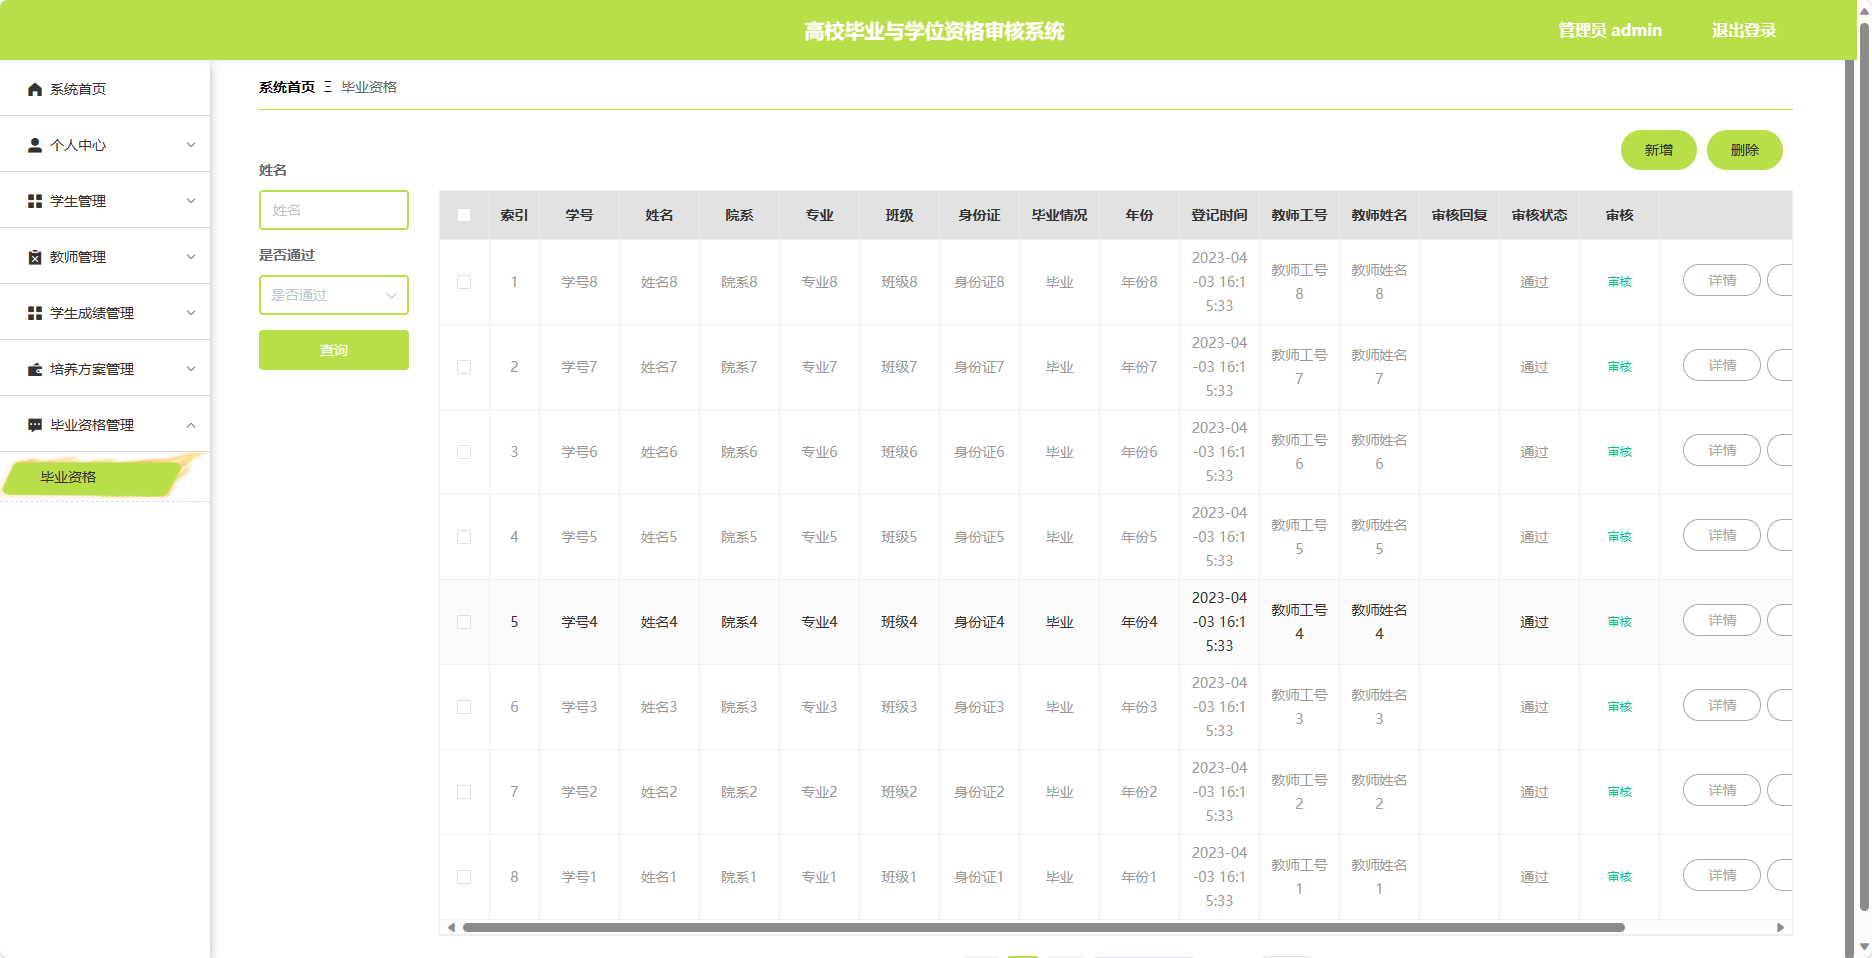 高校毕业与学位资格审核系统
管理员 admin
退出登录
系统首页
个人中心
学生管理
教师管理
学生成绩管理
培养方案管理
毕业资格管理
毕业资格
系统首页 Ξ 毕业资格
新增 删除
姓名
姓名
是否通过
是否通过
查询
索引 学号 姓名 院系 专业 班级 身份证 毕业情况 年份 登记时间 教师工号 教师姓名 审核回复 审核状态 审核
1 学号8 姓名8 院系8 专业8 班级8 身份证8 毕业 年份8 2023-04-03 16:15:33 教师工号8 教师姓名8 通过 审核 详情
2 学号7 姓名7 院系7 专业7 班级7 身份证7 毕业 年份7 2023-04-03 16:15:33 教师工号7 教师姓名7 通过 审核 详情
3 学号6 姓名6 院系6 专业6 班级6 身份证6 毕业 年份6 2023-04-03 16:15:33 教师工号6 教师姓名6 通过 审核 详情
4 学号5 姓名5 院系5 专业5 班级5 身份证5 毕业 年份5 2023-04-03 16:15:33 教师工号5 教师姓名5 通过 审核 详情
5 学号4 姓名4 院系4 专业4 班级4 身份证4 毕业 年份4 2023-04-03 16:15:33 教师工号4 教师姓名4 通过 审核 详情
6 学号3 姓名3 院系3 专业3 班级3 身份证3 毕业 年份3 2023-04-03 16:15:33 教师工号3 教师姓名3 通过 审核 详情
7 学号2 姓名2 院系2 专业2 班级2 身份证2 毕业 年份2 2023-04-03 16:15:33 教师工号2 教师姓名2 通过 审核 详情
8 学号1 姓名1 院系1 专业1 班级1 身份证1 毕业 年份1 2023-04-03 16:15:33 教师工号1 教师姓名1 通过 审核 详情